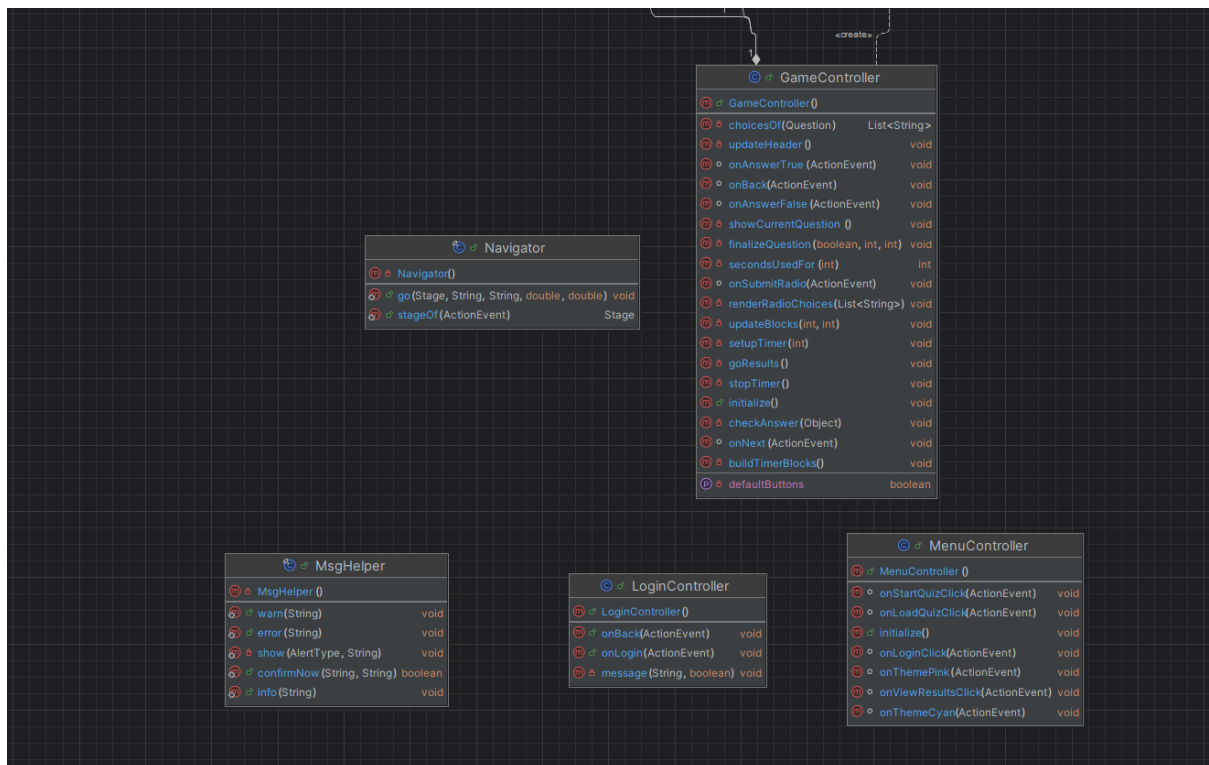 «create»
1
GameController
GameController()
choicesOf(Question) List<String>
updateHeader() void
onAnswerTrue(ActionEvent) void
onBack(ActionEvent) void
onAnswerFalse(ActionEvent) void
showCurrentQuestion() void
finalizeQuestion(boolean, int, int) void
secondsUsedFor(int) int
onSubmitRadio(ActionEvent) void
renderRadioChoices(List<String>) void
updateBlocks(int, int) void
setupTimer(int) void
goResults() void
stopTimer() void
initialize() void
checkAnswer(Object) void
onNext(ActionEvent) void
buildTimerBlocks() void
defaultButtons boolean
Navigator
Navigator()
go(Stage, String, String, double, double) void
stageOf(ActionEvent) Stage
MsgHelper
MsgHelper()
warn(String) void
error(String) void
show(AlertType, String) void
confirmNow(String, String) boolean
info(String) void
LoginController
LoginController()
onBack(ActionEvent) void
onLogin(ActionEvent) void
message(String, boolean) void
MenuController
MenuController()
onStartQuizClick(ActionEvent) void
onLoadQuizClick(ActionEvent) void
initialize() void
onLoginClick(ActionEvent) void
onThemePink(ActionEvent) void
onViewResultsClick(ActionEvent) void
onThemeCyan(ActionEvent) void